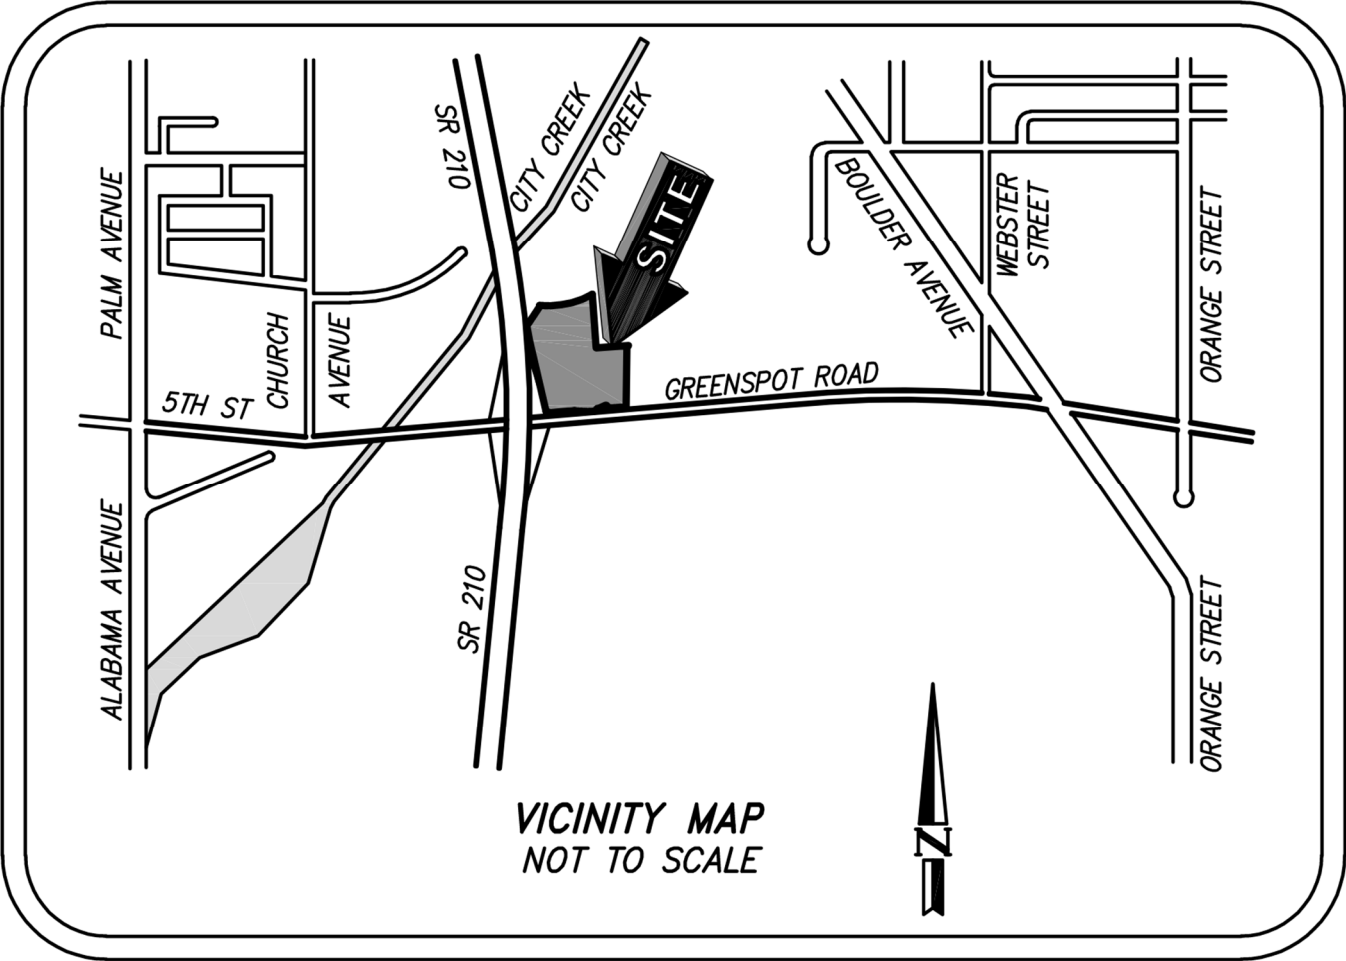 SR 210
CITY CREEK
CITY CREEK
SITE
PALM AVENUE
CHURCH
AVENUE
5TH ST
BOULDER AVENUE
WEBSTER
STREET
ORANGE STREET
GREENSPOT ROAD
ALABAMA AVENUE
SR 210
ORANGE STREET
VICINITY MAP
NOT TO SCALE
N